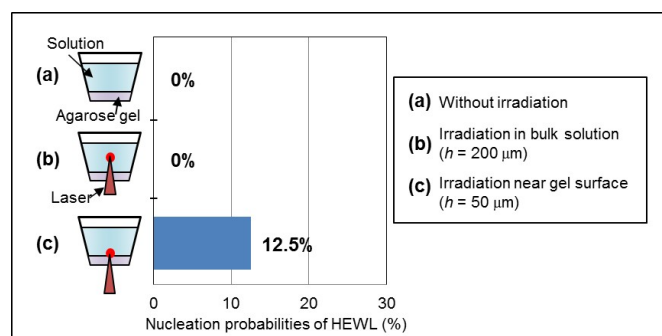 Solution
(a)
0%
Agarose gel
(b)
0%
Laser
(c)
12.5%
0 10 20 30
Nucleation probabilities of HEWL (%)
(a) Without irradiation
(b) Irradiation in bulk solution
(h = 200 μm)
(c) Irradiation near gel surface
(h = 50 μm)